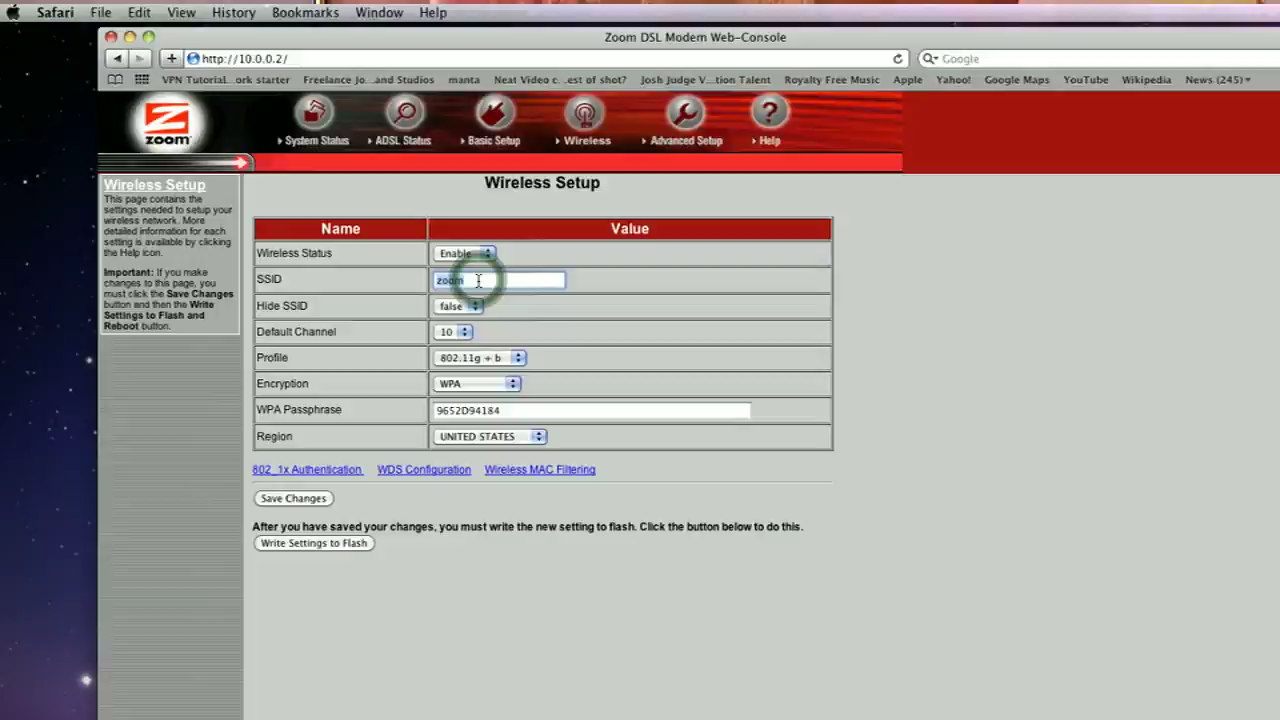 Safari File Edit View History Bookmarks Window Help
Zoom DSL Modem Web-Console
http://10.0.0.2/
Google
VPN Tutorial...ork starter Freelance Jo...and Studios manta Neat Video c...est of shot? Josh Judge V...tion Talent Royalty Free Music Apple Yahoo! Google Maps YouTube Wikipedia News (245)
zoom
System Status ADSL Status Basic Setup Wireless Advanced Setup Help
Wireless Setup
This page contains the
settings needed to setup your
wireless network. More
detailed information for each
setting is available by clicking
the Help icon.
Important: If you make
changes to this page, you
must click the Save Changes
button and then the Write
Settings to Flash and
Reboot button.
Wireless Setup
Name Value
Wireless Status Enable
SSID zoom
Hide SSID false
Default Channel 10
Profile 802.11g + b
Encryption WPA
WPA Passphrase 9652D94184
Region UNITED STATES
802_1x Authentication WDS Configuration Wireless MAC Filtering
Save Changes
After you have saved your changes, you must write the new setting to flash. Click the button below to do this.
Write Settings to Flash